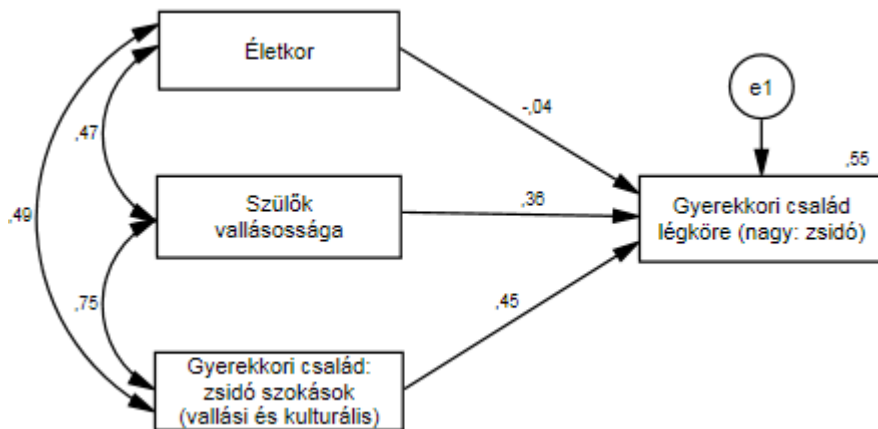 Életkor
e1
-,04
,47
,55
Szülők
vallásossága
,36
Gyerekkori család
légköre (nagy: zsidó)
,49
,75
,45
Gyerekkori család:
zsidó szokások
(vallási és kulturális)